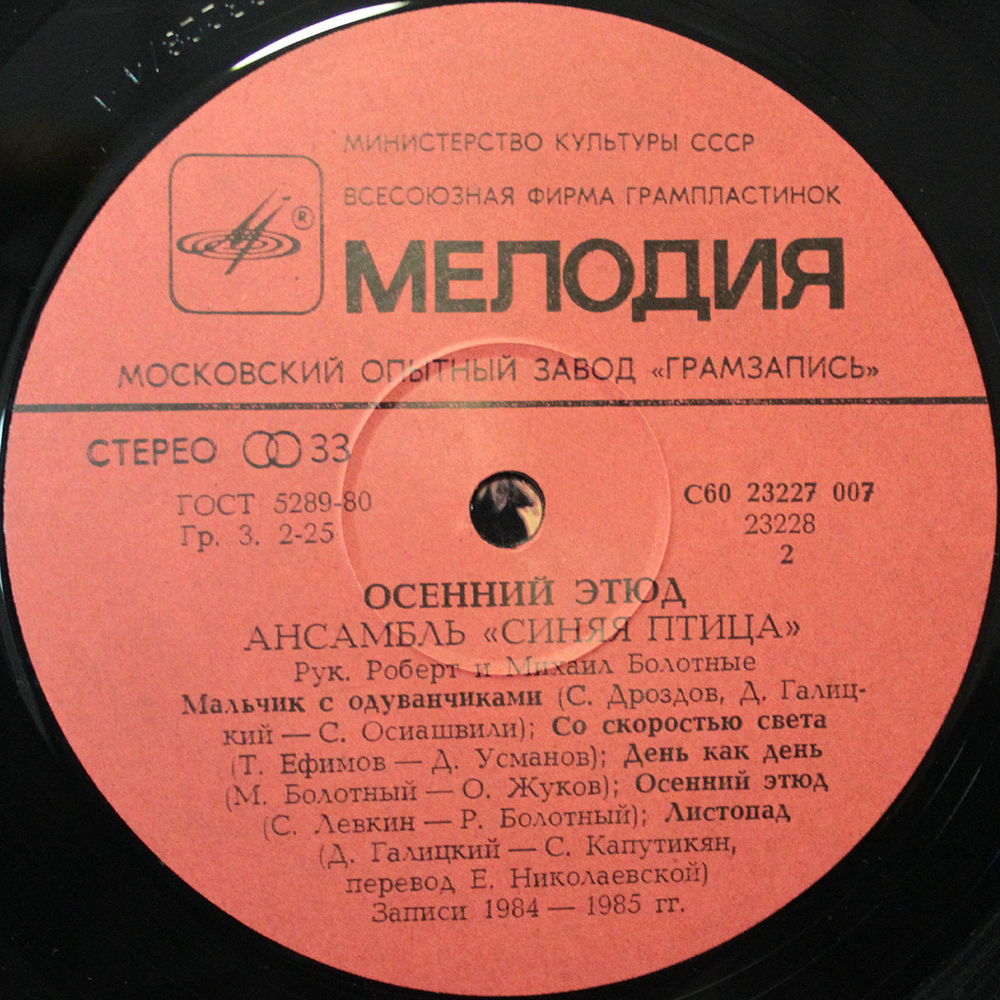 МИНИСТЕРСТВО КУЛЬТУРЫ СССР
ВСЕСОЮЗНАЯ ФИРМА ГРАМПЛАСТИНОК
®
МЕЛОДИЯ
МОСКОВСКИЙ ОПЫТНЫЙ ЗАВОД «ГРАМЗАПИСЬ»
СТЕРЕО 33
ГОСТ 5289-80
Гр. 3. 2-25
С60 23227 007
23228
2
ОСЕННИЙ ЭТЮД
АНСАМБЛЬ «СИНЯЯ ПТИЦА»
Рук. Роберт и Михаил Болотные
Мальчик с одуванчиками (С. Дроздов, Д. Галиц-
кий — С. Осиашвили); Со скоростью света
(Т. Ефимов — Д. Усманов); День как день
(М. Болотный — О. Жуков); Осенний этюд
(С. Левкин — Р. Болотный); Листопад
(Д. Галицкий — С. Капутикян,
перевод Е. Николаевской)
Записи 1984 — 1985 гг.